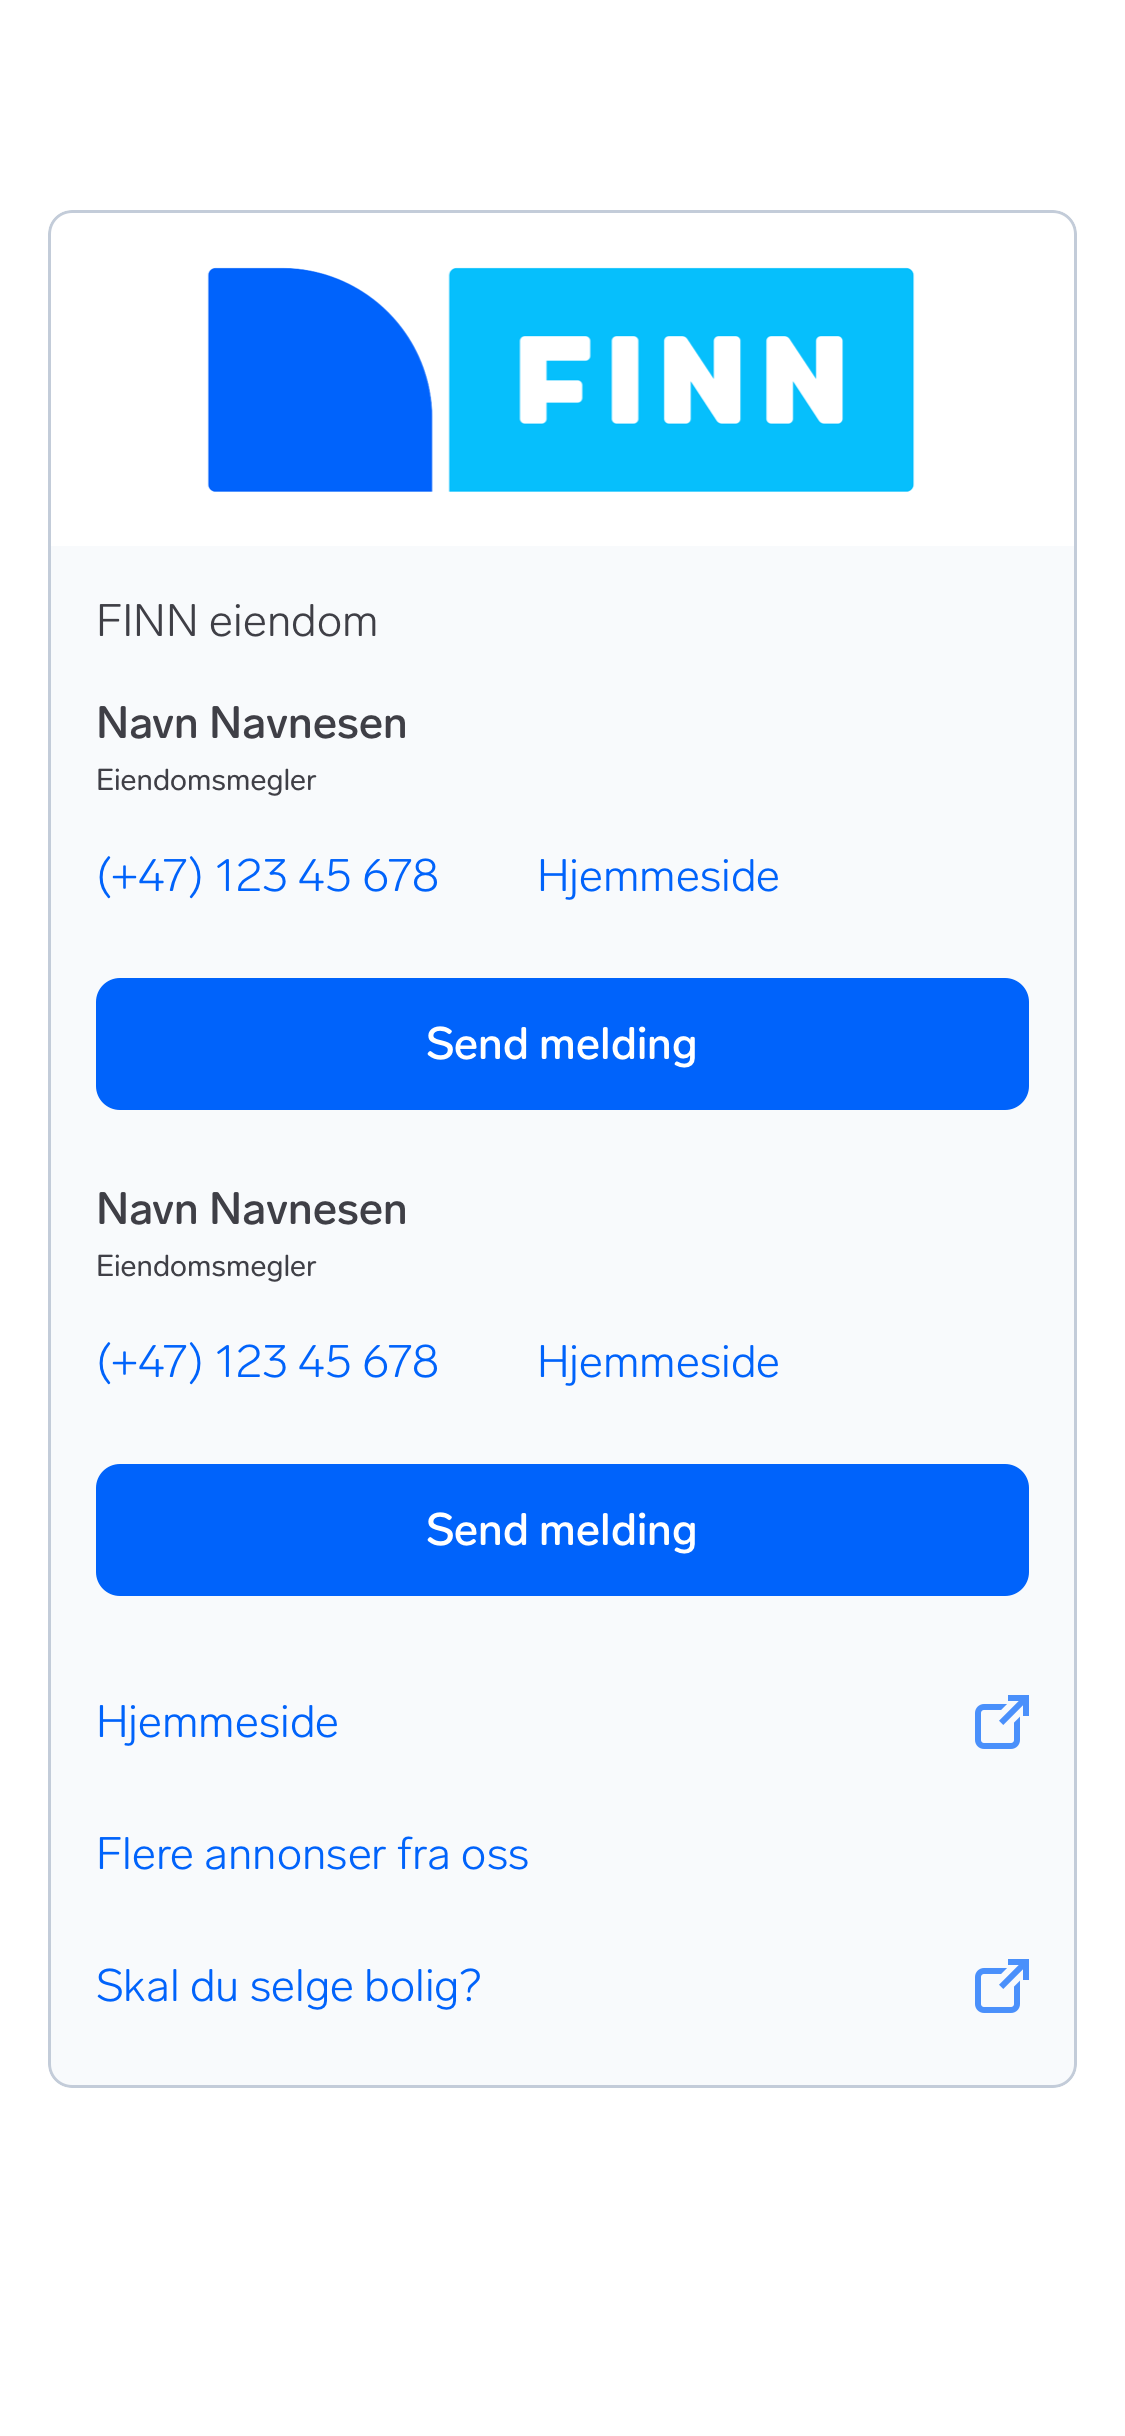 FINN
FINN eiendom
Navn Navnesen
Eiendomsmegler
(+47) 123 45 678 Hjemmeside
Send melding
Navn Navnesen
Eiendomsmegler
(+47) 123 45 678 Hjemmeside
Send melding
Hjemmeside
Flere annonser fra oss
Skal du selge bolig?